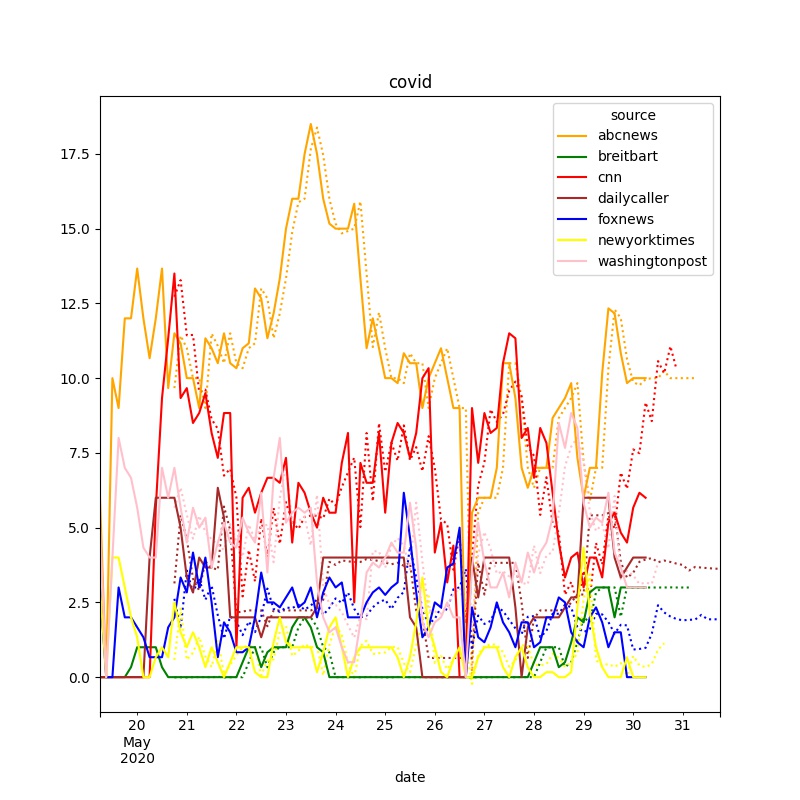 covid
source
abcnews
breitbart
cnn
dailycaller
foxnews
newyorktimes
washingtonpost
17.5
15.0
12.5
10.0
7.5
5.0
2.5
0.0
20 21 22 23 24 25 26 27 28 29 30 31
May
2020
date